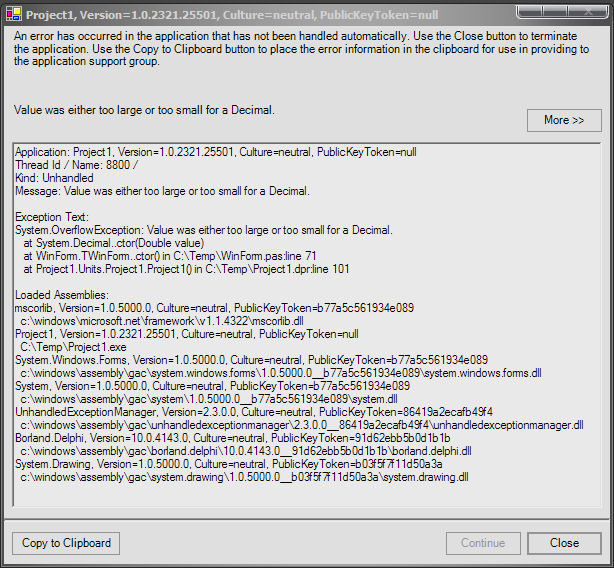 Project1, Version=1.0.2321.25501, Culture=neutral, PublicKeyToken=null
An error has occurred in the application that has not been handled automatically. Use the Close button to terminate
the application. Use the Copy to Clipboard button to place the error information in the clipboard for use in providing to
the application support group.
Value was either too large or too small for a Decimal.
More >>
Application: Project1, Version=1.0.2321.25501, Culture=neutral, PublicKeyToken=null
Thread Id / Name: 8800 /
Kind: Unhandled
Message: Value was either too large or too small for a Decimal.
Exception Text:
System.OverflowException: Value was either too large or too small for a Decimal.
at System.Decimal..ctor(Double value)
at WinForm.TWinForm..ctor() in C:\Temp\WinForm.pas:line 71
at Project1.Units.Project1.Project1() in C:\Temp\Project1.dpr:line 101
Loaded Assemblies:
mscorlib, Version=1.0.5000.0, Culture=neutral, PublicKeyToken=b77a5c561934e089
c:\windows\microsoft.net\framework\v1.1.4322\mscorlib.dll
Project1, Version=1.0.2321.25501, Culture=neutral, PublicKeyToken=null
C:\Temp\Project1.exe
System.Windows.Forms, Version=1.0.5000.0, Culture=neutral, PublicKeyToken=b77a5c561934e089
c:\windows\assembly\gac\system.windows.forms\1.0.5000.0__b77a5c561934e089\system.windows.forms.dll
System, Version=1.0.5000.0, Culture=neutral, PublicKeyToken=b77a5c561934e089
c:\windows\assembly\gac\system\1.0.5000.0__b77a5c561934e089\system.dll
UnhandledExceptionManager, Version=2.3.0.0, Culture=neutral, PublicKeyToken=86419a2ecafb49f4
c:\windows\assembly\gac\unhandledexceptionmanager\2.3.0.0__86419a2ecafb49f4\unhandledexceptionmanager.dll
Borland.Delphi, Version=10.0.4143.0, Culture=neutral, PublicKeyToken=91d62ebb5b0d1b1b
c:\windows\assembly\gac\borland.delphi\10.0.4143.0__91d62ebb5b0d1b1b\borland.delphi.dll
System.Drawing, Version=1.0.5000.0, Culture=neutral, PublicKeyToken=b03f5f7f11d50a3a
c:\windows\assembly\gac\system.drawing\1.0.5000.0__b03f5f7f11d50a3a\system.drawing.dll
Copy to Clipboard
Continue
Close